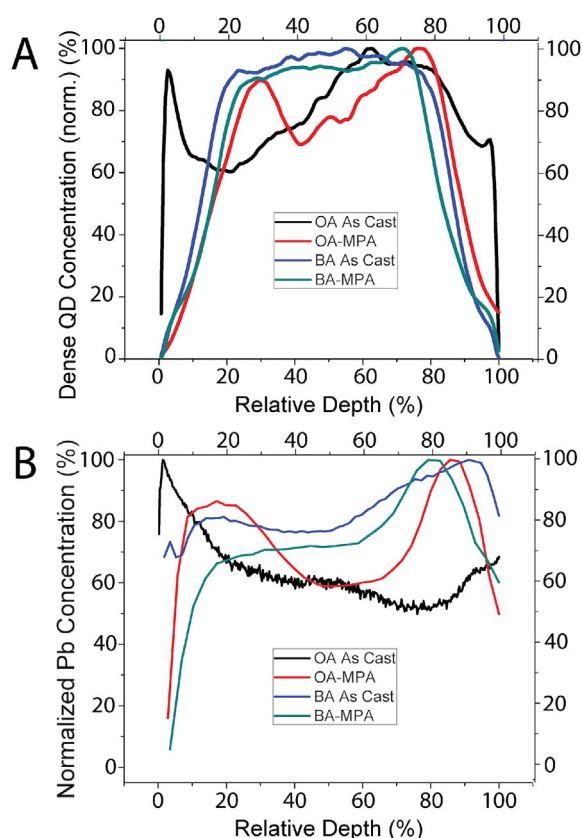 0 20 40 60 80 100
A
Dense QD Concentration (norm.) (%)
100
80
60
40
20
0
100
80
60
40
20
0
OA As Cast
OA-MPA
BA As Cast
BA-MPA
0 20 40 60 80 100
Relative Depth (%)
0 20 40 60 80 100
B
Normalized Pb Concentration (%)
100
80
60
40
20
0
100
80
60
40
20
0
OA As Cast
OA-MPA
BA As Cast
BA-MPA
0 20 40 60 80 100
Relative Depth (%)